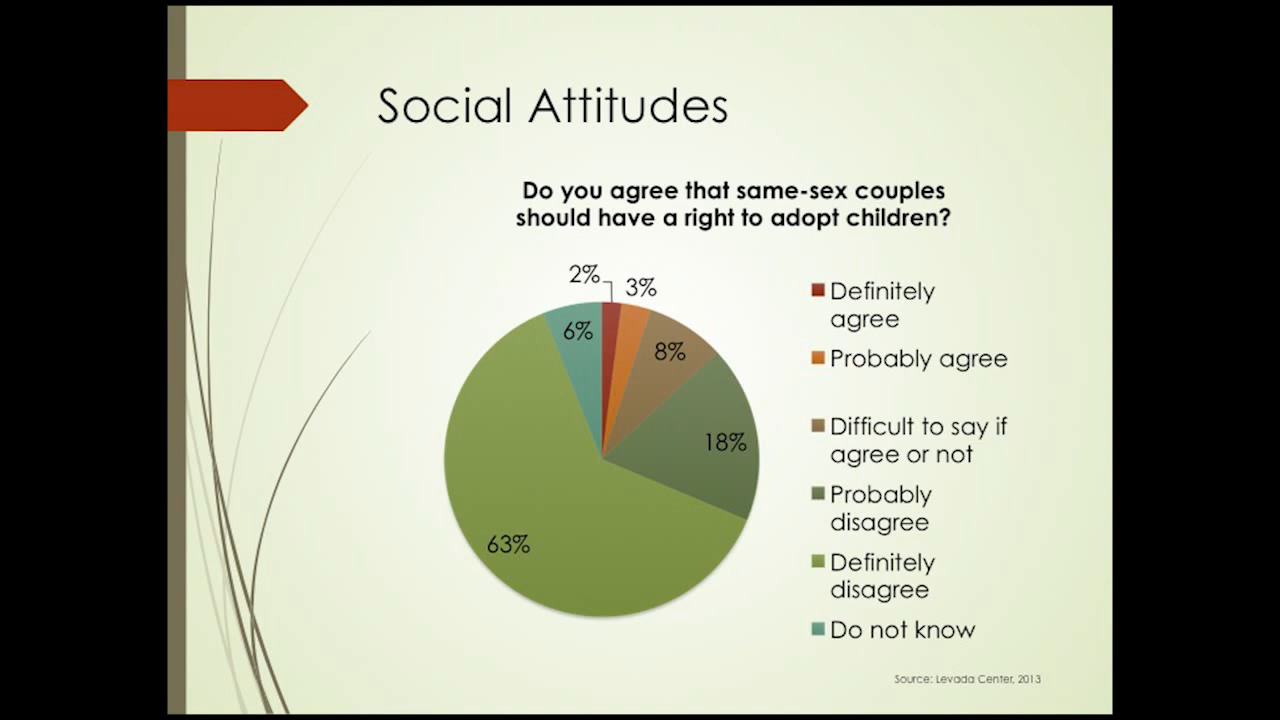 Social Attitudes
Do you agree that same-sex couples
should have a right to adopt children?
2%
3%
6%
8%
18%
63%
Definitely
agree
Probably agree
Difficult to say if
agree or not
Probably
disagree
Definitely
disagree
Do not know
Source: Levada Center, 2013